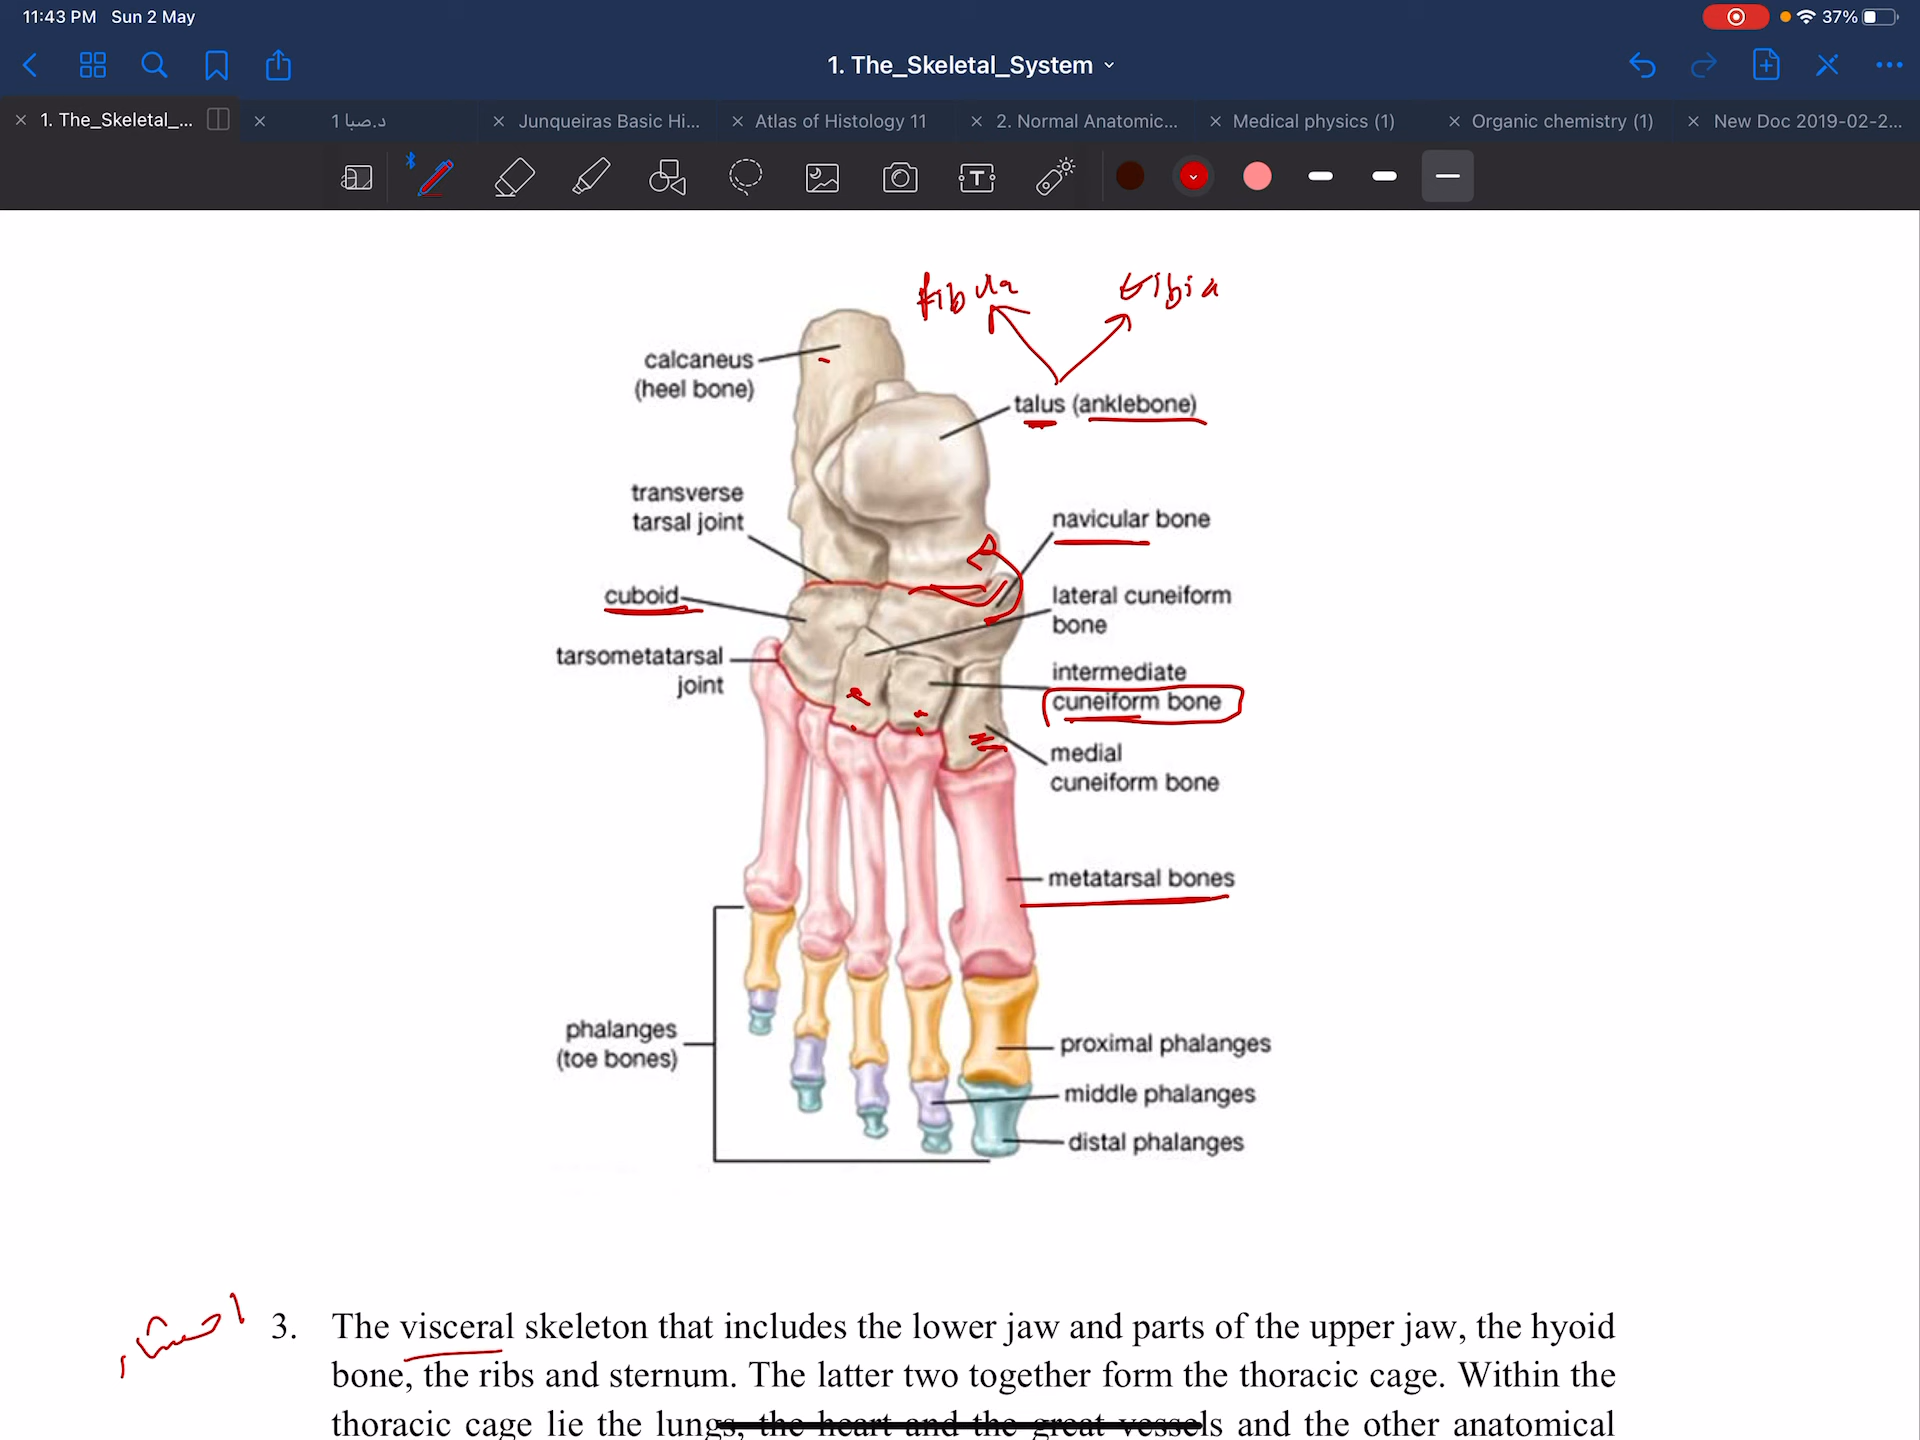 11:43 PM Sun 2 May
37%
1. The_Skeletal_System
1. The_Skeletal_...
د.صبا 1
Junqueiras Basic Hi...
Atlas of Histology 11
2. Normal Anatomic...
Medical physics (1)
Organic chemistry (1)
New Doc 2019-02-2...
fibula
tibia
calcaneus
(heel bone)
talus (anklebone)
transverse
tarsal joint
navicular bone
cuboid
lateral cuneiform
bone
tarsometatarsal
joint
intermediate
cuneiform bone
medial
cuneiform bone
metatarsal bones
phalanges
(toe bones)
proximal phalanges
middle phalanges
distal phalanges
3. The visceral skeleton that includes the lower jaw and parts of the upper jaw, the hyoid
bone, the ribs and sternum. The latter two together form the thoracic cage. Within the
thoracic cage lie the lungs, the heart and the great vessels and the other anatomical